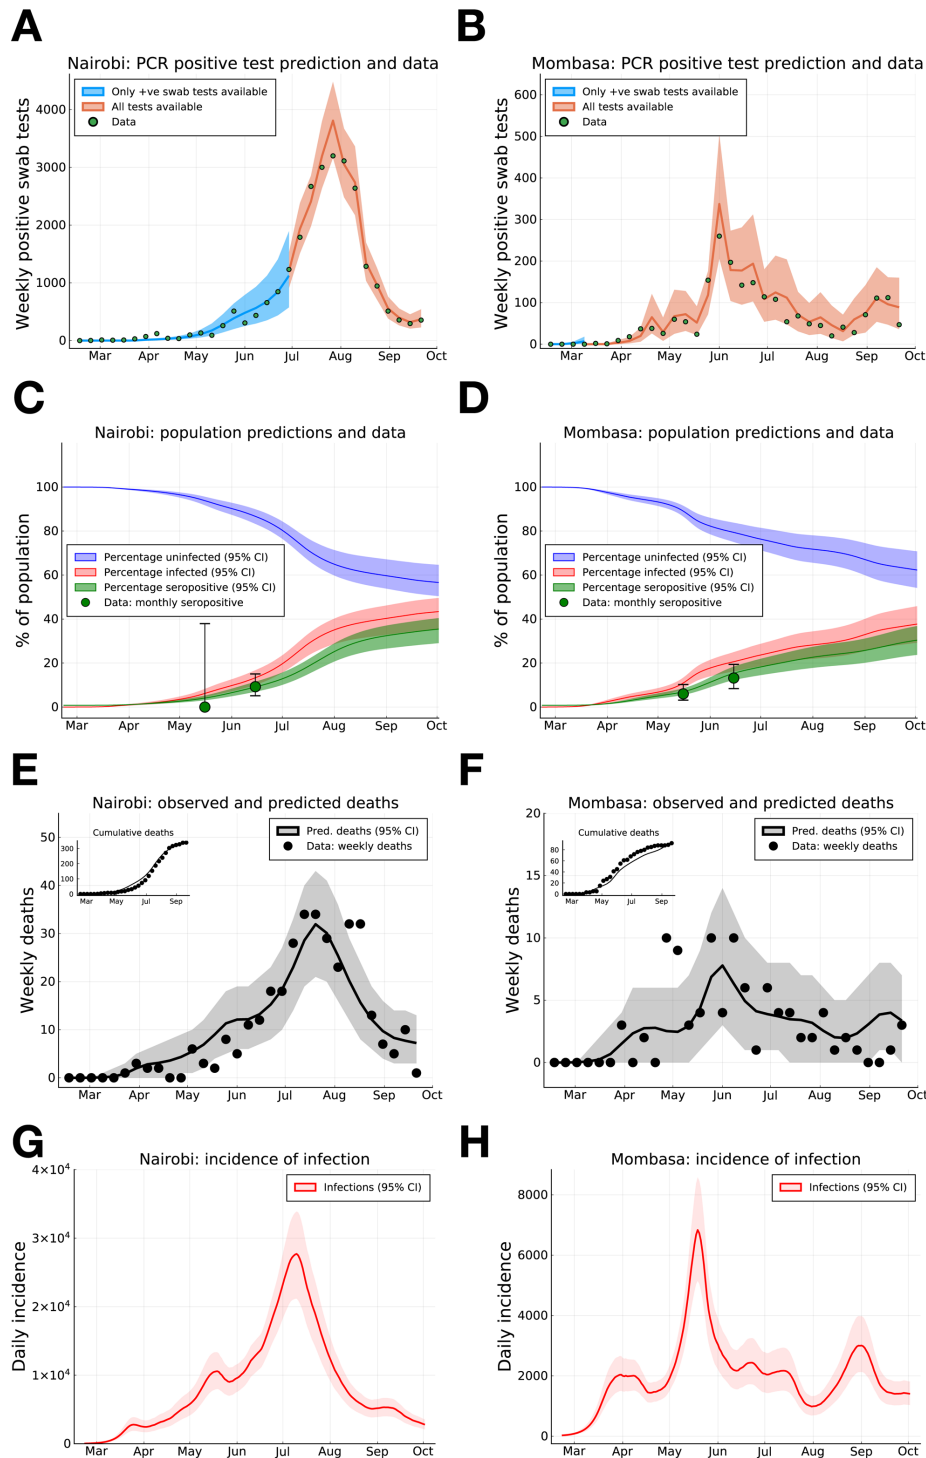 A
Nairobi: PCR positive test prediction and data
Only +ve swab tests available
All tests available
Data
Weekly positive swab tests
4000
3000
2000
1000
0
Mar Apr May Jun Jul Aug Sep Oct
B
Mombasa: PCR positive test prediction and data
Only +ve swab tests available
All tests available
Data
Weekly positive swab tests
600
500
400
300
200
100
0
Mar Apr May Jun Jul Aug Sep Oct
C
Nairobi: population predictions and data
% of population
100
80
60
40
20
0
Percentage uninfected (95% CI)
Percentage infected (95% CI)
Percentage seropositive (95% CI)
Data: monthly seropositive
Mar Apr May Jun Jul Aug Sep Oct
D
Mombasa: population predictions and data
% of population
100
80
60
40
20
0
Percentage uninfected (95% CI)
Percentage infected (95% CI)
Percentage seropositive (95% CI)
Data: monthly seropositive
Mar Apr May Jun Jul Aug Sep Oct
E
Nairobi: observed and predicted deaths
Weekly deaths
50
40
30
20
10
0
Cumulative deaths
300
200
100
0
Mar May Jul Sep
Pred. deaths (95% CI)
Data: weekly deaths
Mar Apr May Jun Jul Aug Sep Oct
F
Mombasa: observed and predicted deaths
Weekly deaths
20
15
10
5
0
Cumulative deaths
80
60
40
20
0
Mar May Jul Sep
Pred. deaths (95% CI)
Data: weekly deaths
Mar Apr May Jun Jul Aug Sep Oct
G
Nairobi: incidence of infection
Daily incidence
4×10⁴
3×10⁴
2×10⁴
1×10⁴
0
Infections (95% CI)
Mar Apr May Jun Jul Aug Sep Oct
H
Mombasa: incidence of infection
Daily incidence
8000
6000
4000
2000
0
Infections (95% CI)
Mar Apr May Jun Jul Aug Sep Oct